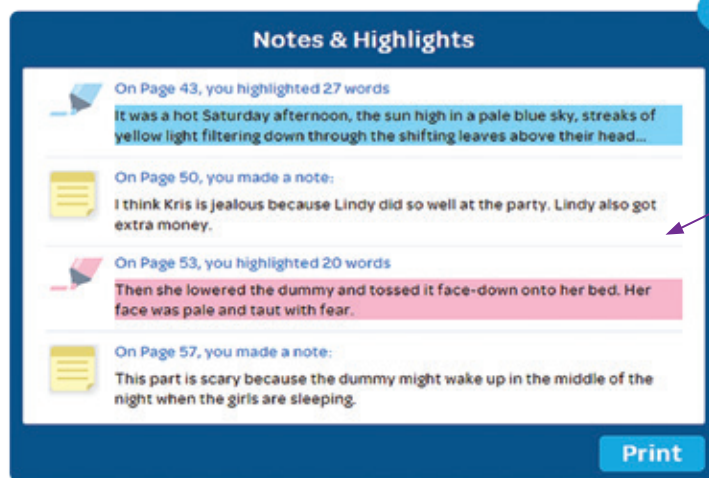 Notes & Highlights
On Page 43, you highlighted 27 words
It was a hot Saturday afternoon, the sun high in a pale blue sky, streaks of
yellow light filtering down through the shifting leaves above their head...
On Page 50, you made a note:
I think Kris is jealous because Lindy did so well at the party. Lindy also got
extra money.
On Page 53, you highlighted 20 words
Then she lowered the dummy and tossed it face-down onto her bed. Her
face was pale and taut with fear.
On Page 57, you made a note:
This part is scary because the dummy might wake up in the middle of the
night when the girls are sleeping.
Print